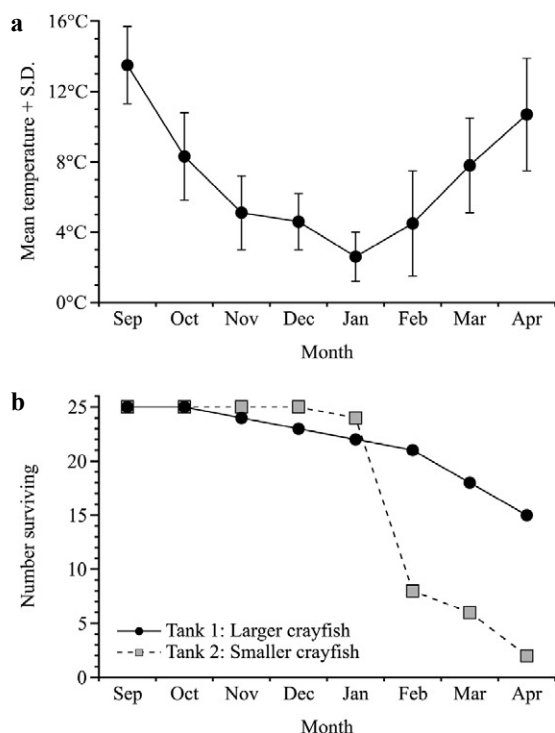 a
16°C
12°C
8°C
4°C
0°C
Mean temperature + S.D.
Sep Oct Nov Dec Jan Feb Mar Apr
Month
b
25
20
15
10
5
0
Number surviving
Tank 1: Larger crayfish
Tank 2: Smaller crayfish
Sep Oct Nov Dec Jan Feb Mar Apr
Month